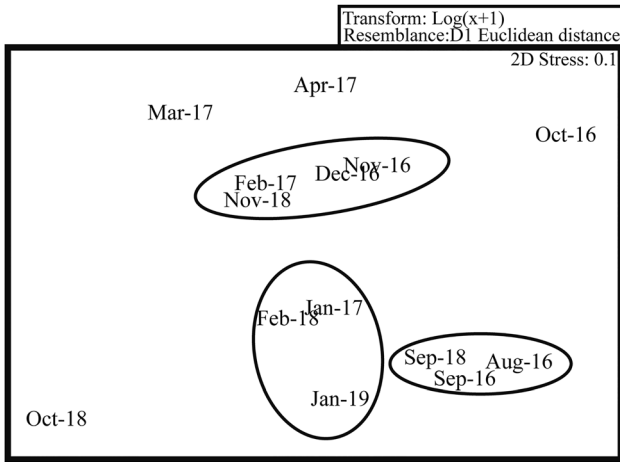 Transform: Log(x+1)
Resemblance:D1 Euclidean distance
2D Stress: 0.1
Apr-17
Mar-17
Oct-16
Nov-16
Dec-16
Feb-17
Nov-18
Jan-17
Feb-18
Sep-18
Aug-16
Sep-16
Jan-19
Oct-18